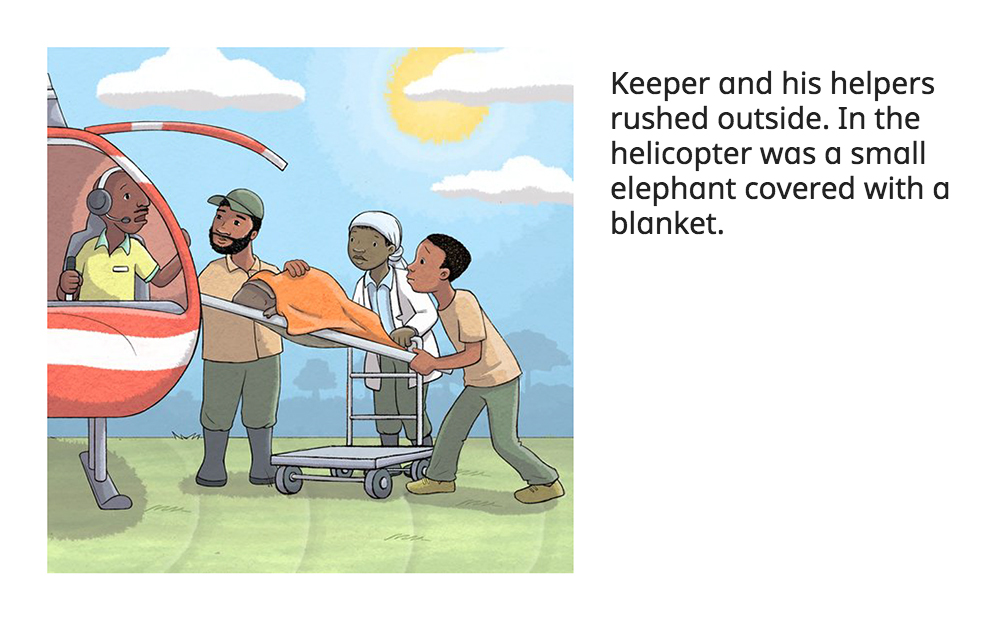 Keeper and his helpers
rushed outside. In the
helicopter was a small
elephant covered with a
blanket.